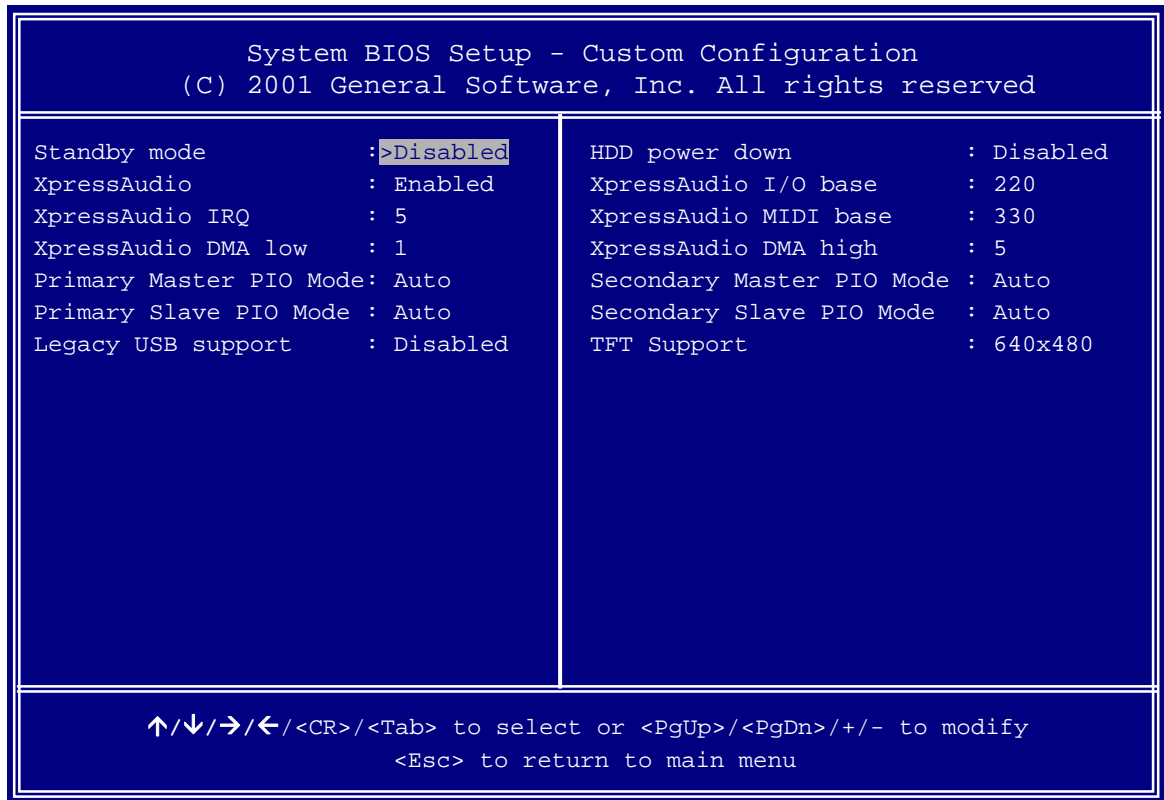 System BIOS Setup - Custom Configuration
(C) 2001 General Software, Inc. All rights reserved
Standby mode :>Disabled
XpressAudio : Enabled
XpressAudio IRQ : 5
XpressAudio DMA low : 1
Primary Master PIO Mode: Auto
Primary Slave PIO Mode : Auto
Legacy USB support : Disabled
HDD power down : Disabled
XpressAudio I/O base : 220
XpressAudio MIDI base : 330
XpressAudio DMA high : 5
Secondary Master PIO Mode : Auto
Secondary Slave PIO Mode : Auto
TFT Support : 640x480
↑/↓/→/←/<CR>/<Tab> to select or <PgUp>/<PgDn>/+/- to modify
<Esc> to return to main menu